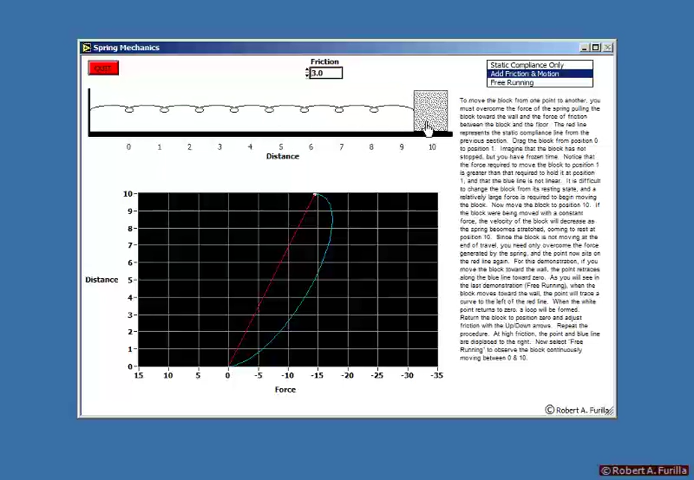 Spring Mechanics
QUIT
Friction
3.0
Static Compliance Only
Add Friction & Motion
Free Running
0 1 2 3 4 5 6 7 8 9 10
Distance
To move the block from one point to another, you
must overcome the force of the spring pulling the
block toward the wall and the force of friction
between the block and the floor. The red line
represents the static compliance line from the
previous section. Drag the block from position 0
to position 1. Imagine that the block has not
stopped, but you have frozen time. Notice that
the force required to move the block to position 1
is greater than that required to hold it at position
1, and that the blue line is not linear. It is difficult
to change the block from its resting state, and a
relatively large force is required to begin moving
the block. Now move the block to position 10. If
the block were being moved with a constant
force, the velocity of the block will decrease as
the spring becomes stretched, coming to rest at
position 10. Since the block is not moving at the
end of travel, you need only overcome the force
generated by the spring, and the point now sits on
the red line again. For this demonstration, if you
move the block toward the wall, the point retraces
along the blue line toward zero. As you will see in
the last demonstration (Free Running), when the
block moves toward the wall, the point will trace a
curve to the left of the red line. When the white
point returns to zero, a loop will be formed.
Return the block to position zero and adjust
friction with the Up/Down arrows. Repeat the
procedure. At high friction, the point and blue line
are displaced to the right. Now select "Free
Running" to observe the block continuously
moving between 0 & 10.
10
9
8
7
6
5
4
3
2
1
0
Distance
15 10 5 0 -5 -10 -15 -20 -25 -30 -35
Force
© Robert A. Furilla
© Robert A. Furilla